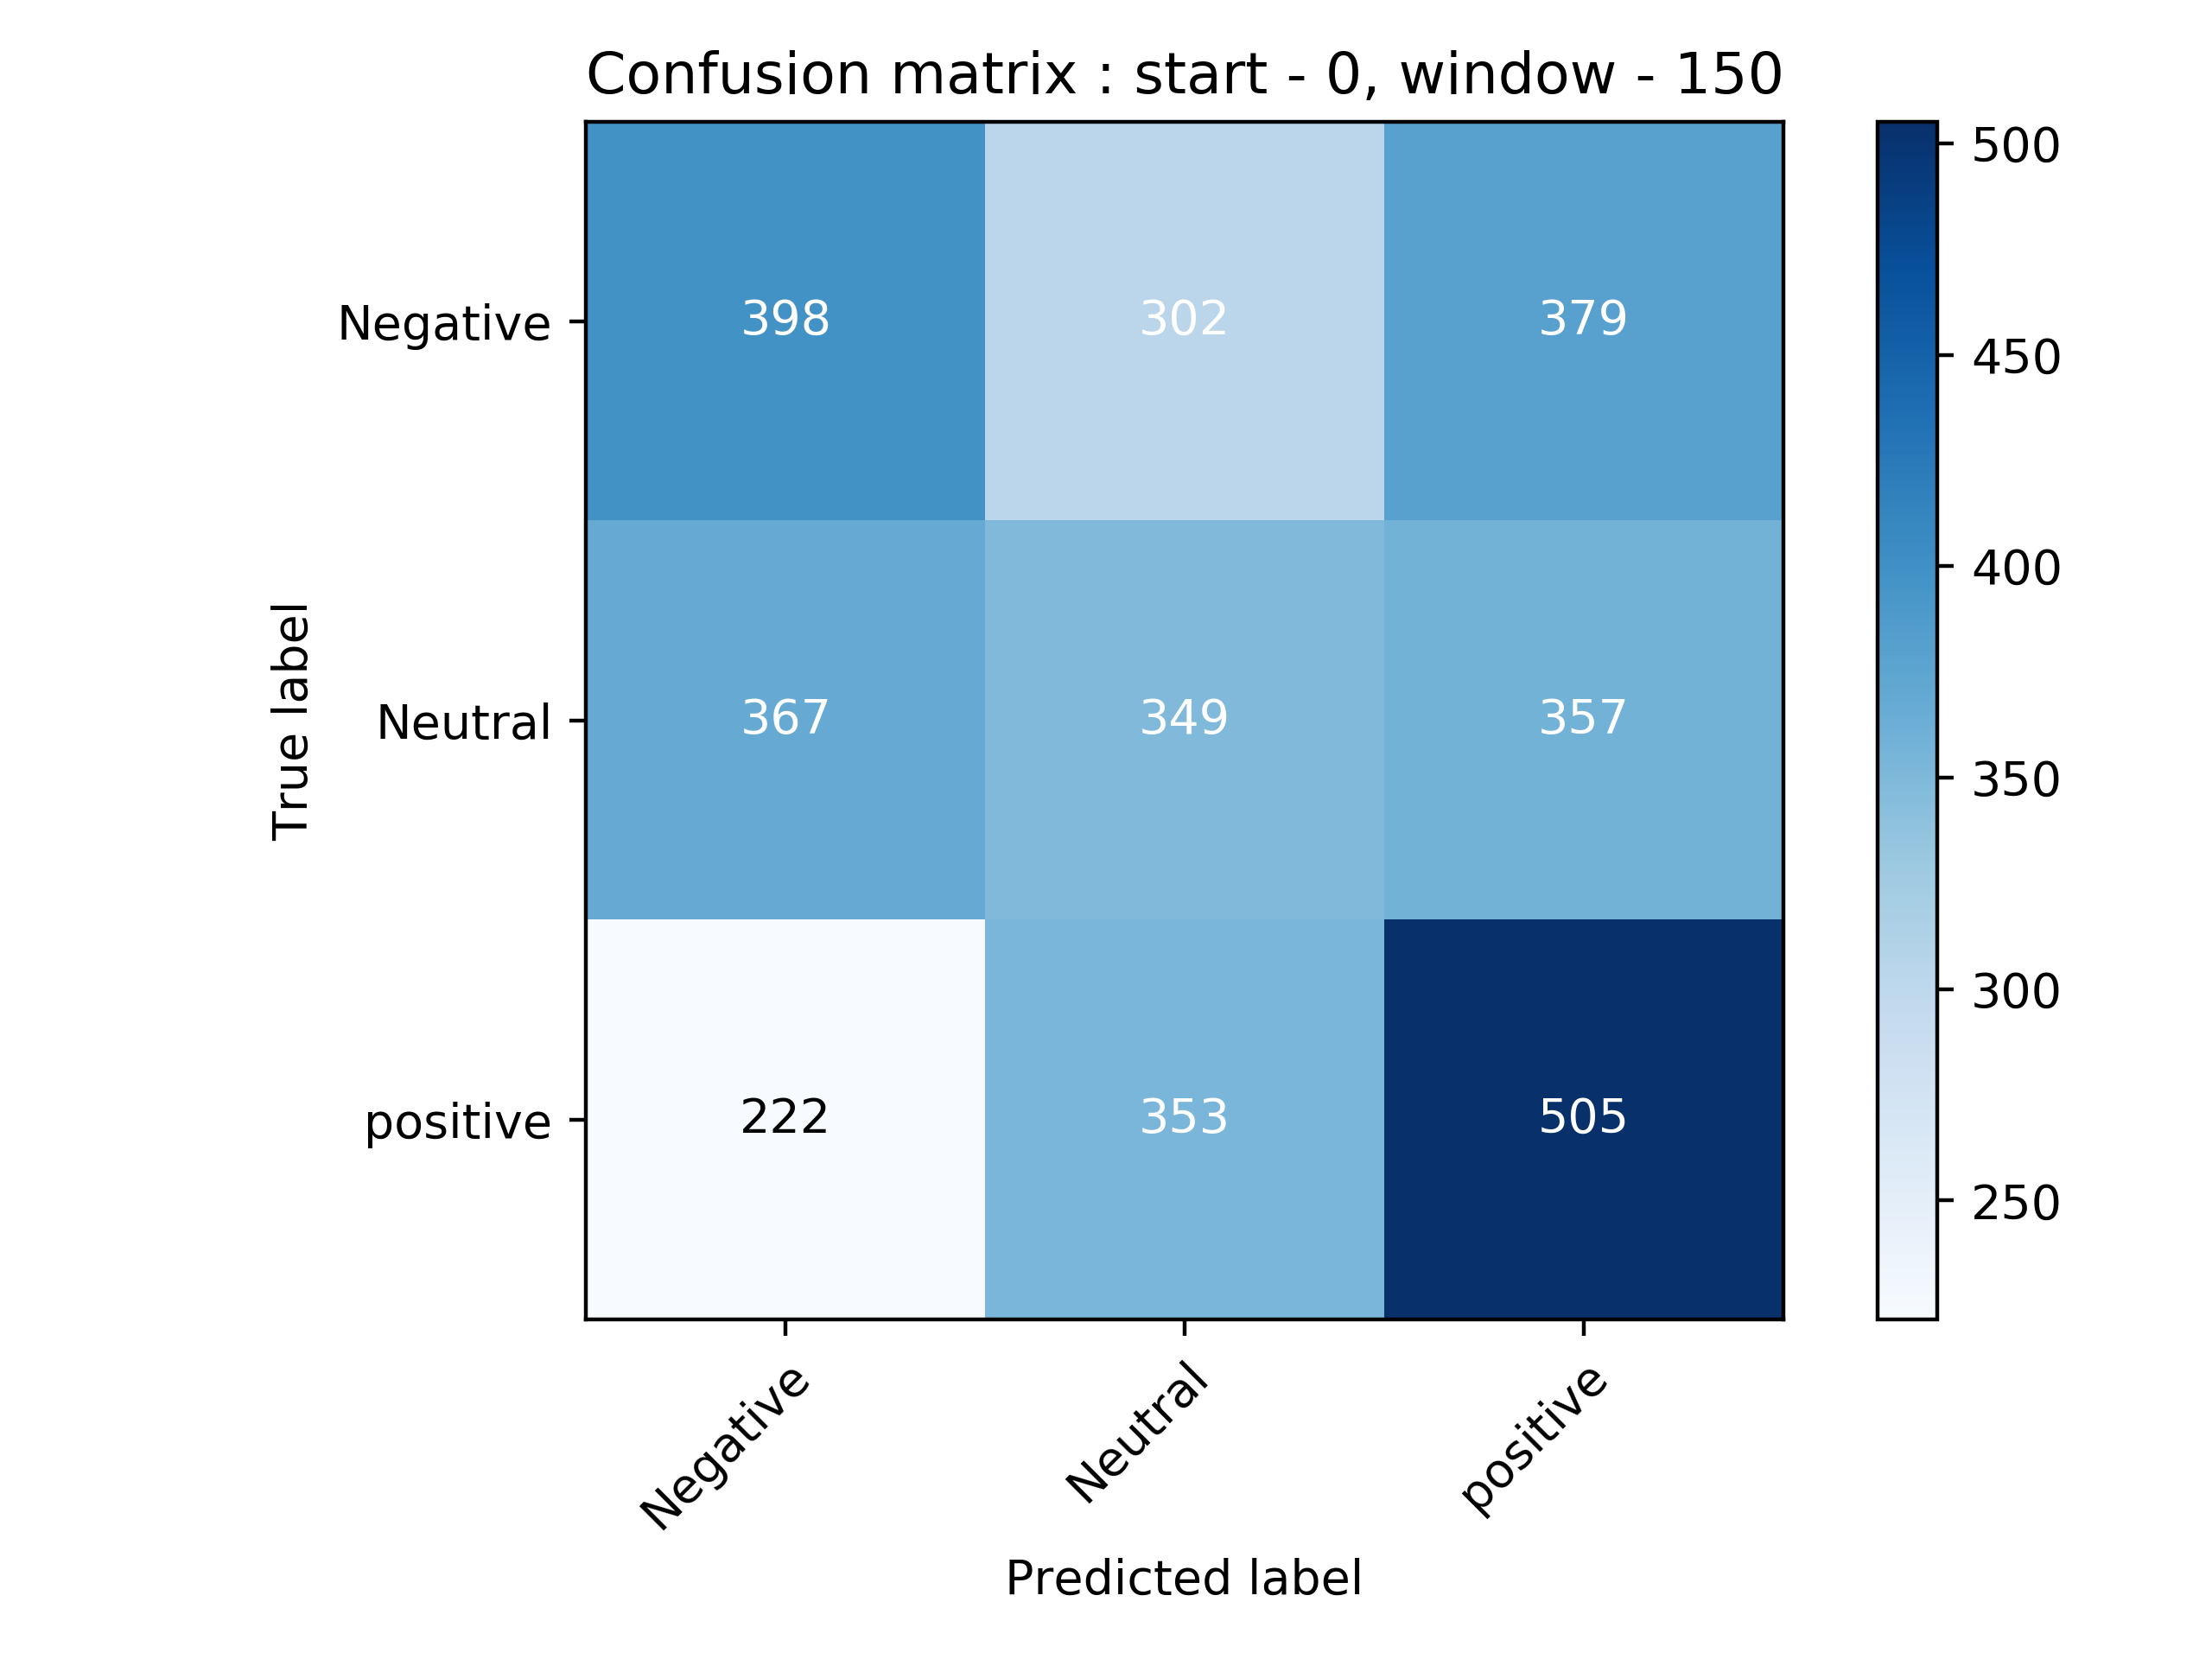 Confusion matrix : start - 0, window - 150
True label
Negative 398 302 379
Neutral 367 349 357
positive 222 353 505
Negative Neutral positive
Predicted label
500
450
400
350
300
250